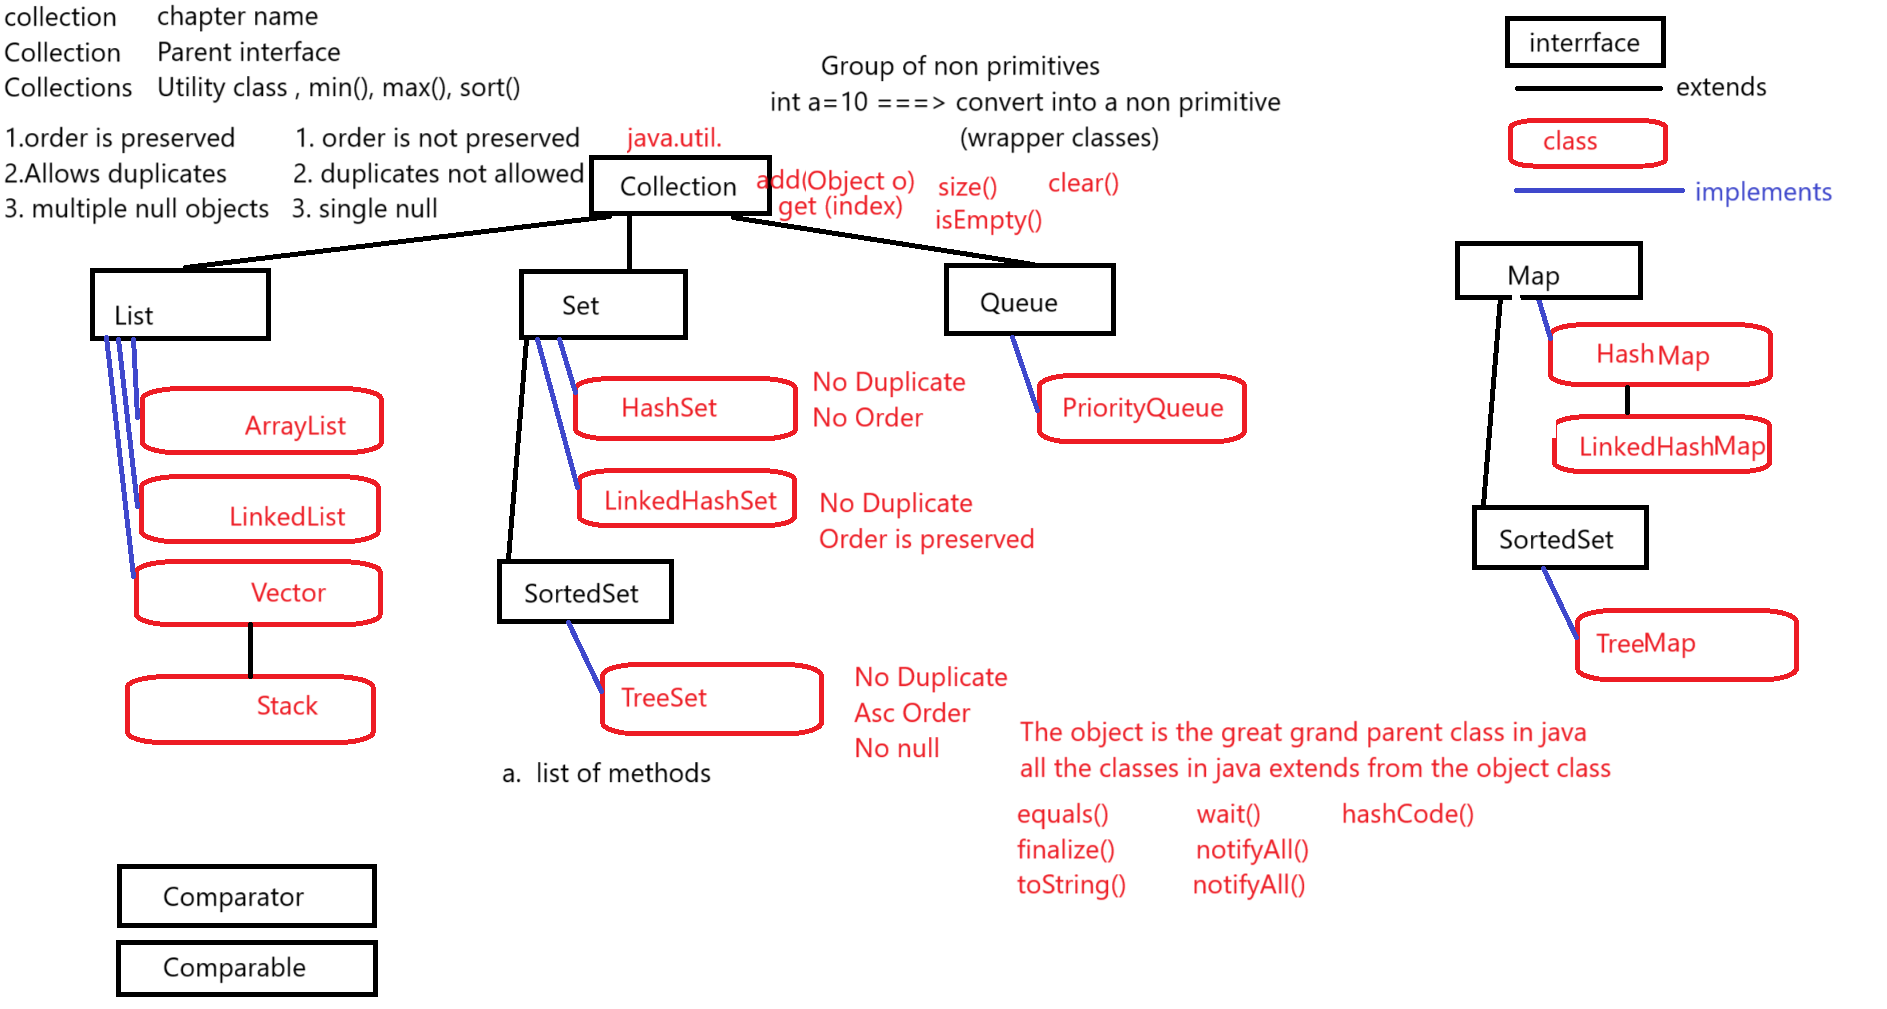 collection chapter name
Collection Parent interface
Collections Utility class , min(), max(), sort()
1.order is preserved
2.Allows duplicates
3. multiple null objects
1. order is not preserved
2. duplicates not allowed
3. single null
Group of non primitives
int a=10 ===> convert into a non primitive
(wrapper classes)
java.util.
Collection
add(Object o)
get (index)
size()
isEmpty()
clear()
interrface
extends
class
implements
List
ArrayList
LinkedList
Vector
Stack
Set
HashSet
No Duplicate
No Order
LinkedHashSet
No Duplicate
Order is preserved
SortedSet
TreeSet
No Duplicate
Asc Order
No null
Queue
PriorityQueue
Map
HashMap
LinkedHashMap
SortedSet
TreeMap
a. list of methods
The object is the great grand parent class in java
all the classes in java extends from the object class
equals() wait() hashCode()
finalize() notifyAll()
toString() notifyAll()
Comparator
Comparable